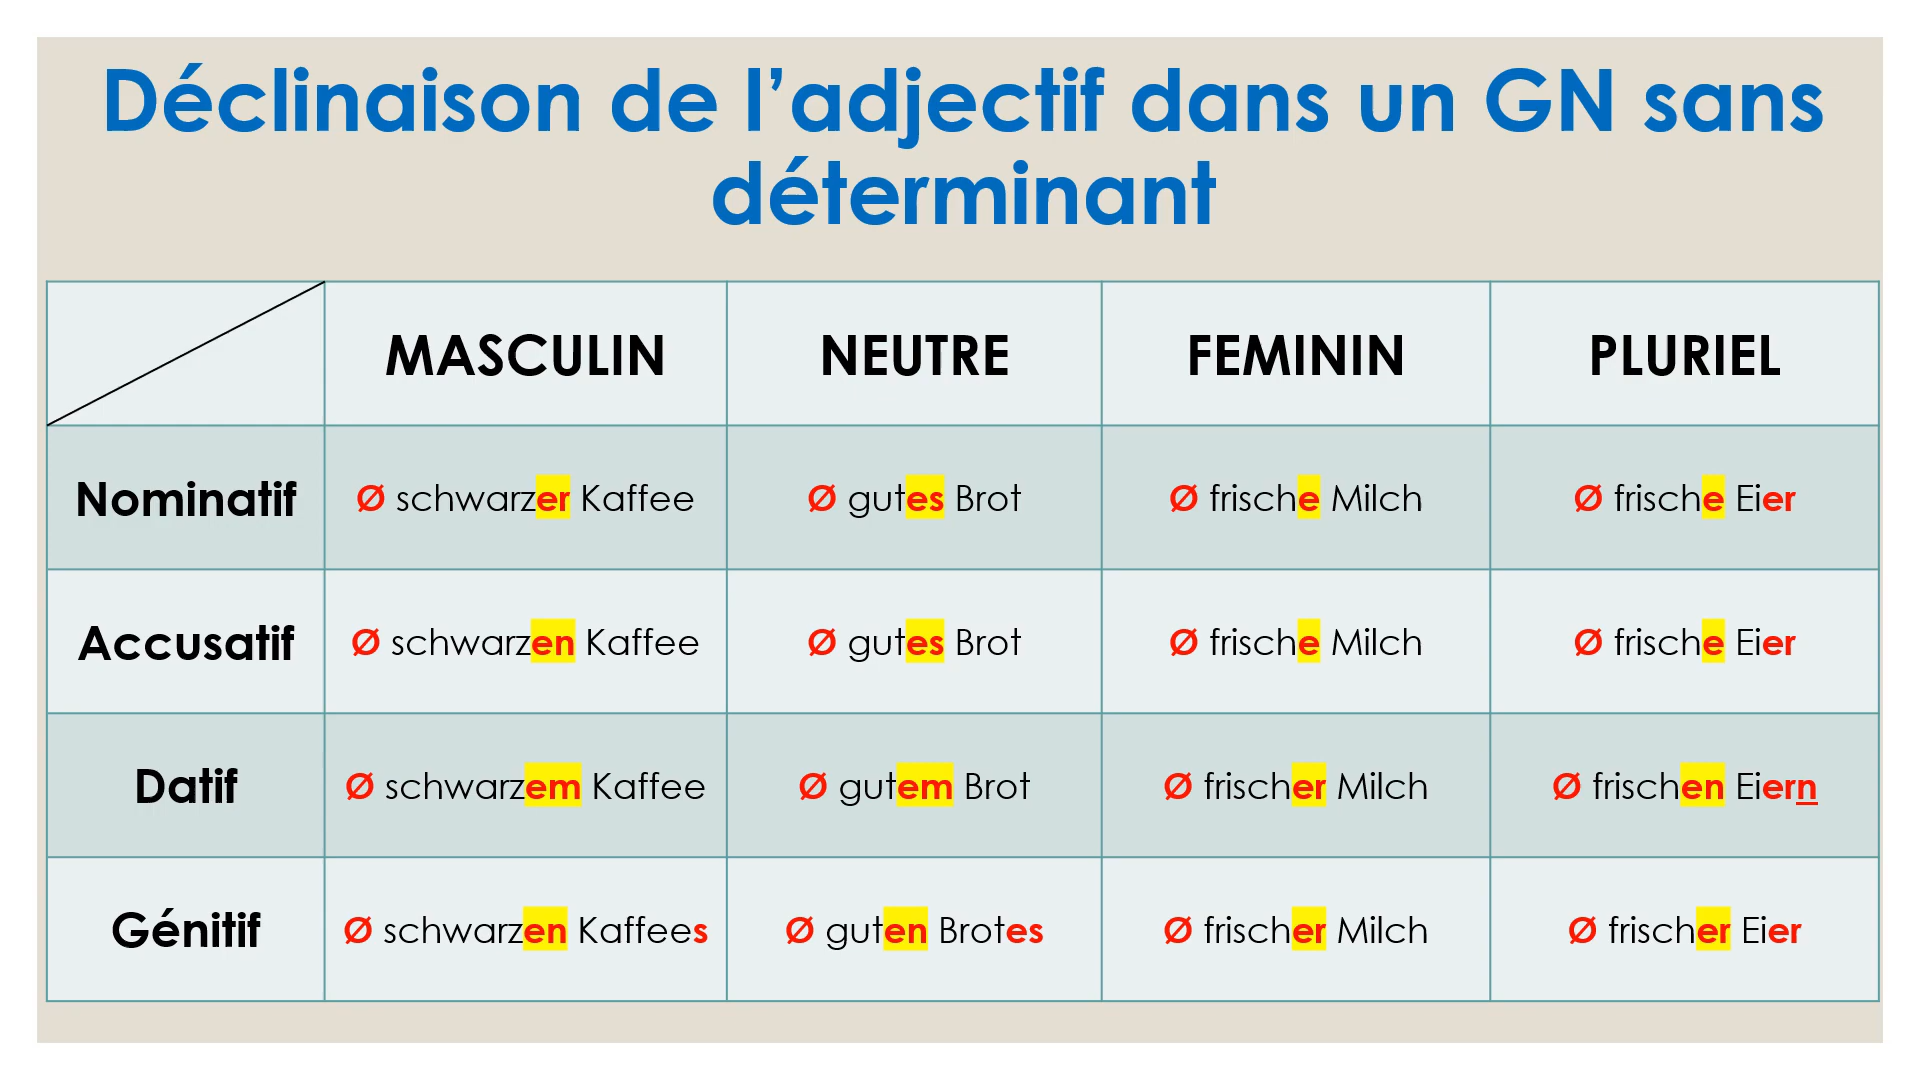 Déclinaison de l’adjectif dans un GN sans
déterminant
MASCULIN NEUTRE FEMININ PLURIEL
Nominatif Ø schwarzer Kaffee Ø gutes Brot Ø frische Milch Ø frische Eier
Accusatif Ø schwarzen Kaffee Ø gutes Brot Ø frische Milch Ø frische Eier
Datif Ø schwarzem Kaffee Ø gutem Brot Ø frischer Milch Ø frischen Eiern
Génitif Ø schwarzen Kaffees Ø guten Brotes Ø frischer Milch Ø frischer Eier